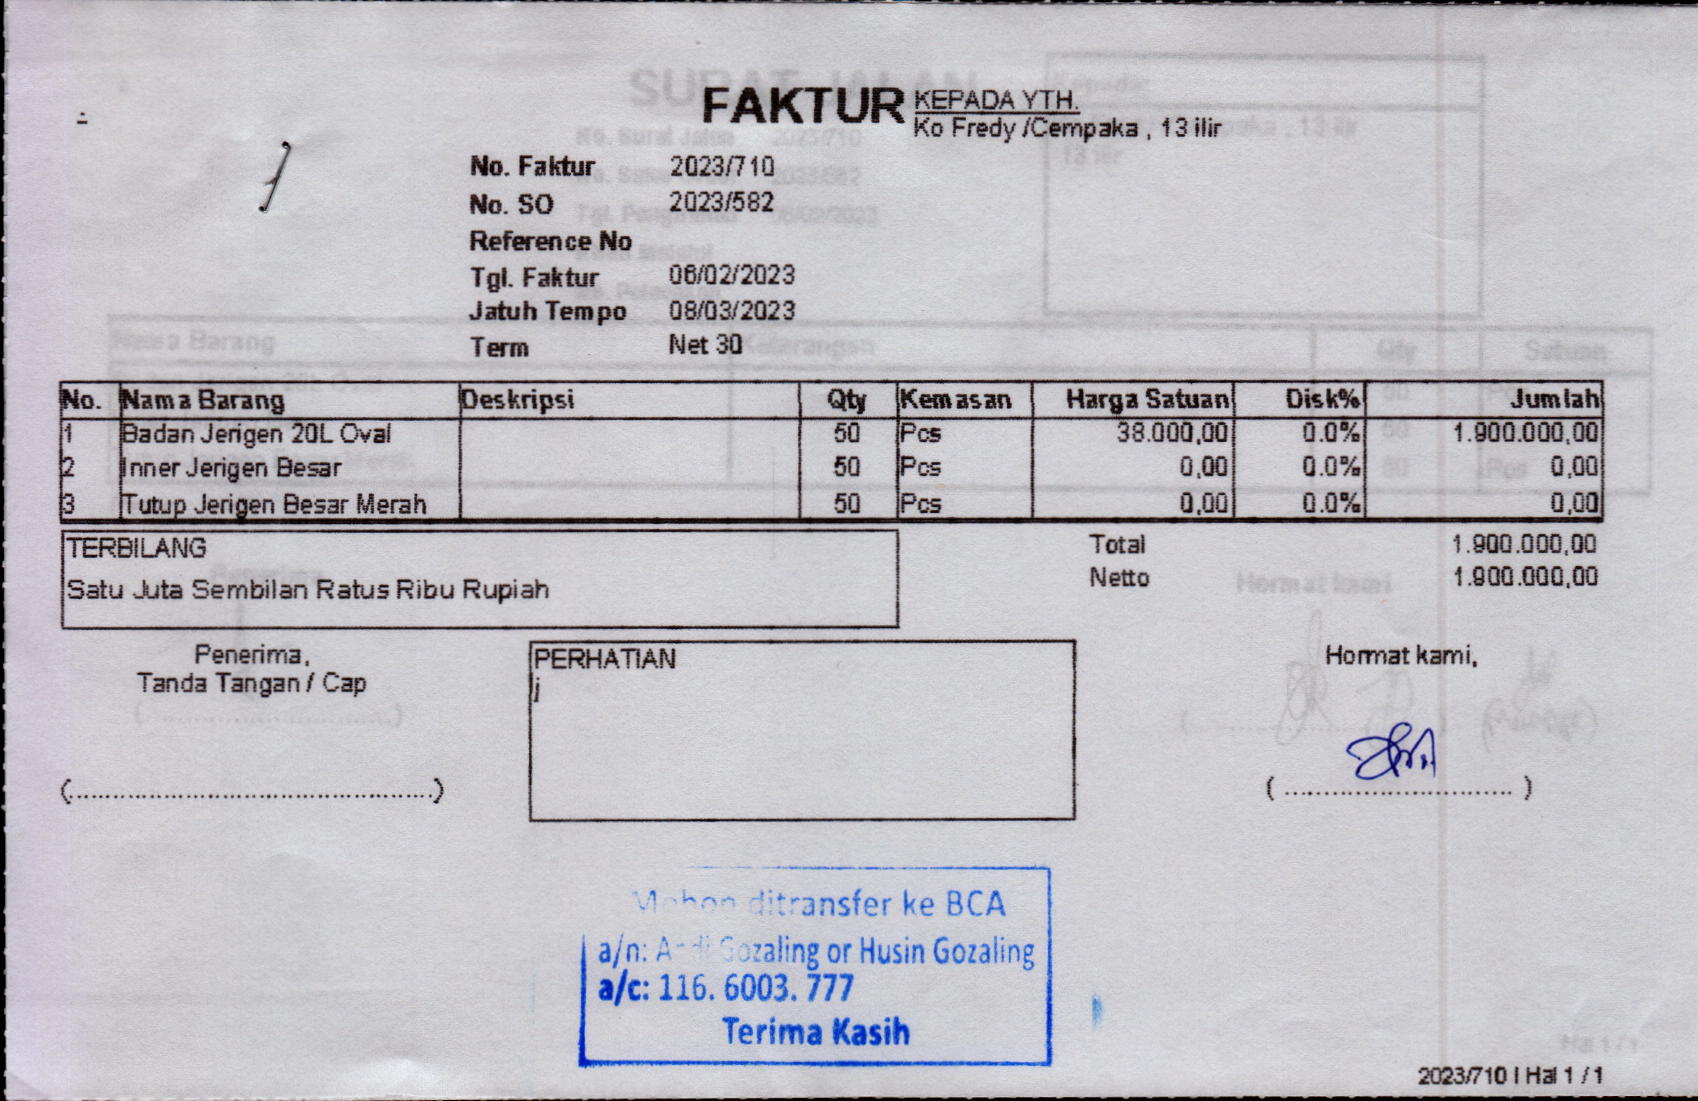 FAKTUR
KEPADA YTH.
Ko Fredy /Cempaka , 13 ilir
No. Faktur 2023/710
No. SO 2023/582
Reference No
Tgl. Faktur 06/02/2023
Jatuh Tempo 08/03/2023
Term Net 30
No. Nama Barang Deskripsi Qty Kemasan Harga Satuan Disk% Jumlah
1 Badan Jerigen 20L Oval 50 Pcs 38.000,00 0.0% 1.900.000,00
2 Inner Jerigen Besar 50 Pcs 0,00 0.0% 0,00
3 Tutup Jerigen Besar Merah 50 Pcs 0,00 0.0% 0,00
TERBILANG
Satu Juta Sembilan Ratus Ribu Rupiah
Total 1.900.000,00
Netto 1.900.000,00
Penerima,
Tanda Tangan / Cap
(................................................)
PERHATIAN
j
Hormat kami,
( ............................... )
Mohon ditransfer ke BCA
a/n: Andi Gozaling or Husin Gozaling
a/c: 116. 6003. 777
Terima Kasih
2023/710 | Hal 1 / 1